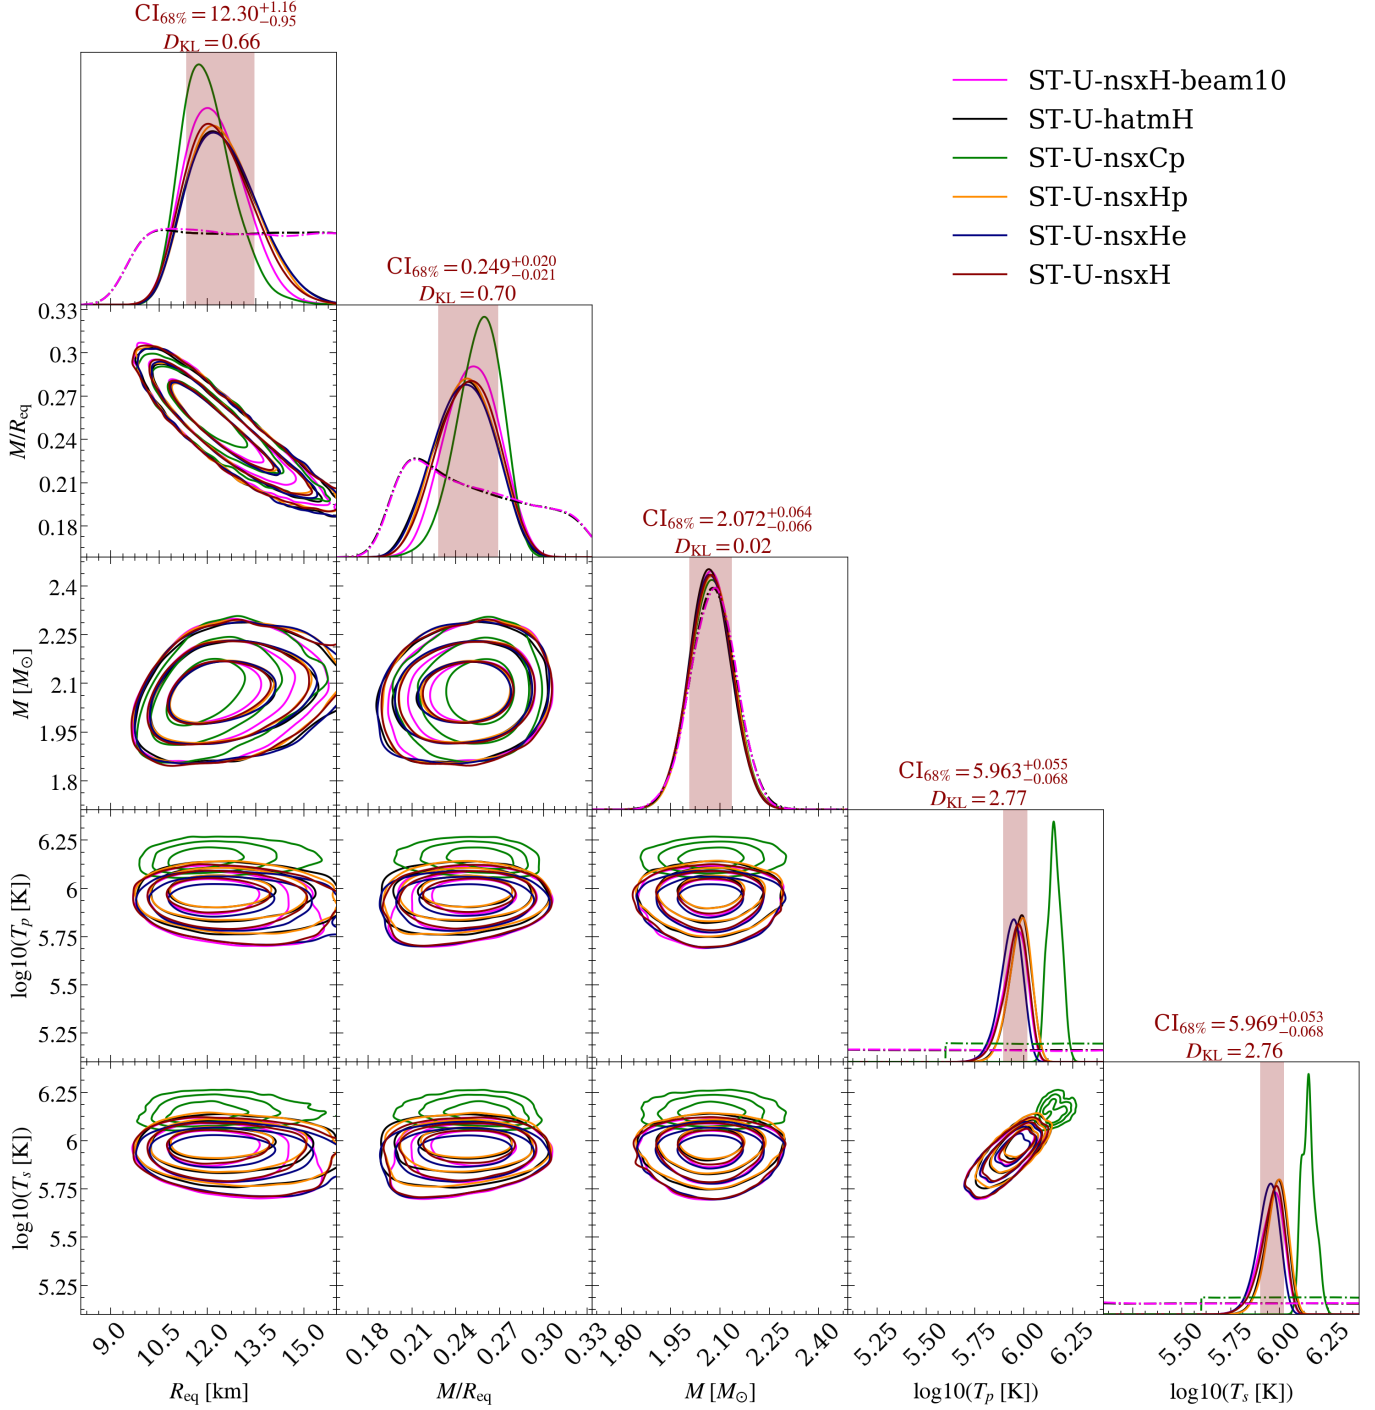 CI68% = 12.30+1.16−0.95
DKL = 0.66
ST-U-nsxH-beam10
ST-U-hatmH
ST-U-nsxCp
ST-U-nsxHp
ST-U-nsxHe
ST-U-nsxH
CI68% = 0.249+0.020−0.021
DKL = 0.70
0.33
0.3
0.27
0.24
0.21
0.18
M/Req
CI68% = 2.072+0.064−0.066
DKL = 0.02
2.4
2.25
2.1
1.95
1.8
M [M⊙]
CI68% = 5.963+0.055−0.068
DKL = 2.77
6.25
6
5.75
5.5
5.25
log10(Tp [K])
CI68% = 5.969+0.053−0.068
DKL = 2.76
6.25
6
5.75
5.5
5.25
log10(Ts [K])
9.0 10.5 12.0 13.5 15.0 0.18 0.21 0.24 0.27 0.30 0.33 1.80 1.95 2.10 2.25 2.40 5.25 5.50 5.75 6.00 6.25 5.50 5.75 6.00 6.25
Req [km] M/Req M [M⊙] log10(Tp [K]) log10(Ts [K])